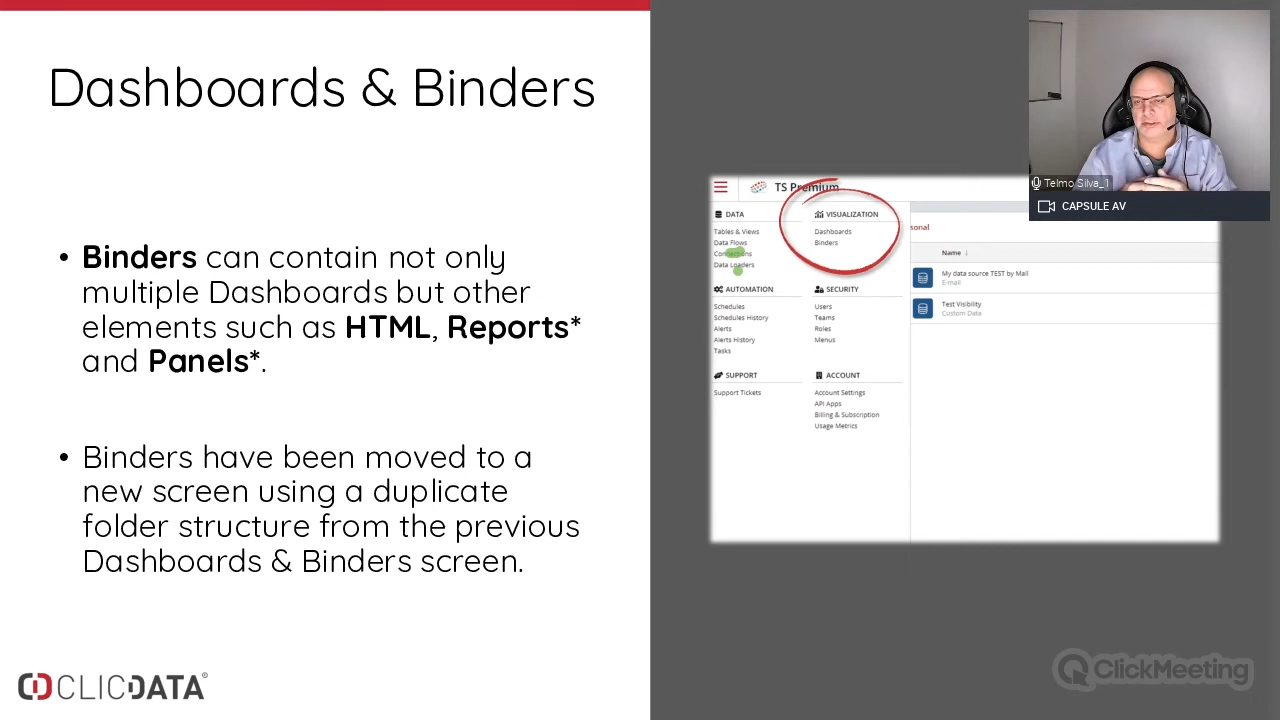 Dashboards & Binders
• Binders can contain not only
multiple Dashboards but other
elements such as HTML, Reports*
and Panels*.
• Binders have been moved to a
new screen using a duplicate
folder structure from the previous
Dashboards & Binders screen.
CLICDATA
TS Premium
DATA
Tables & Views
Data Flows
Connections
Data Loaders
VISUALIZATION
Dashboards
Binders
AUTOMATION
Schedules
Schedules History
Alerts
Alerts History
Tasks
SECURITY
Users
Teams
Roles
Menus
SUPPORT
Support Tickets
ACCOUNT
Account Settings
API Apps
Billing & Subscription
Usage Metrics
sonal
Name ↓
My data source TEST by Mail
E-mail
Test Visibility
Custom Data
Telmo Silva_1
CAPSULE AV
ClickMeeting